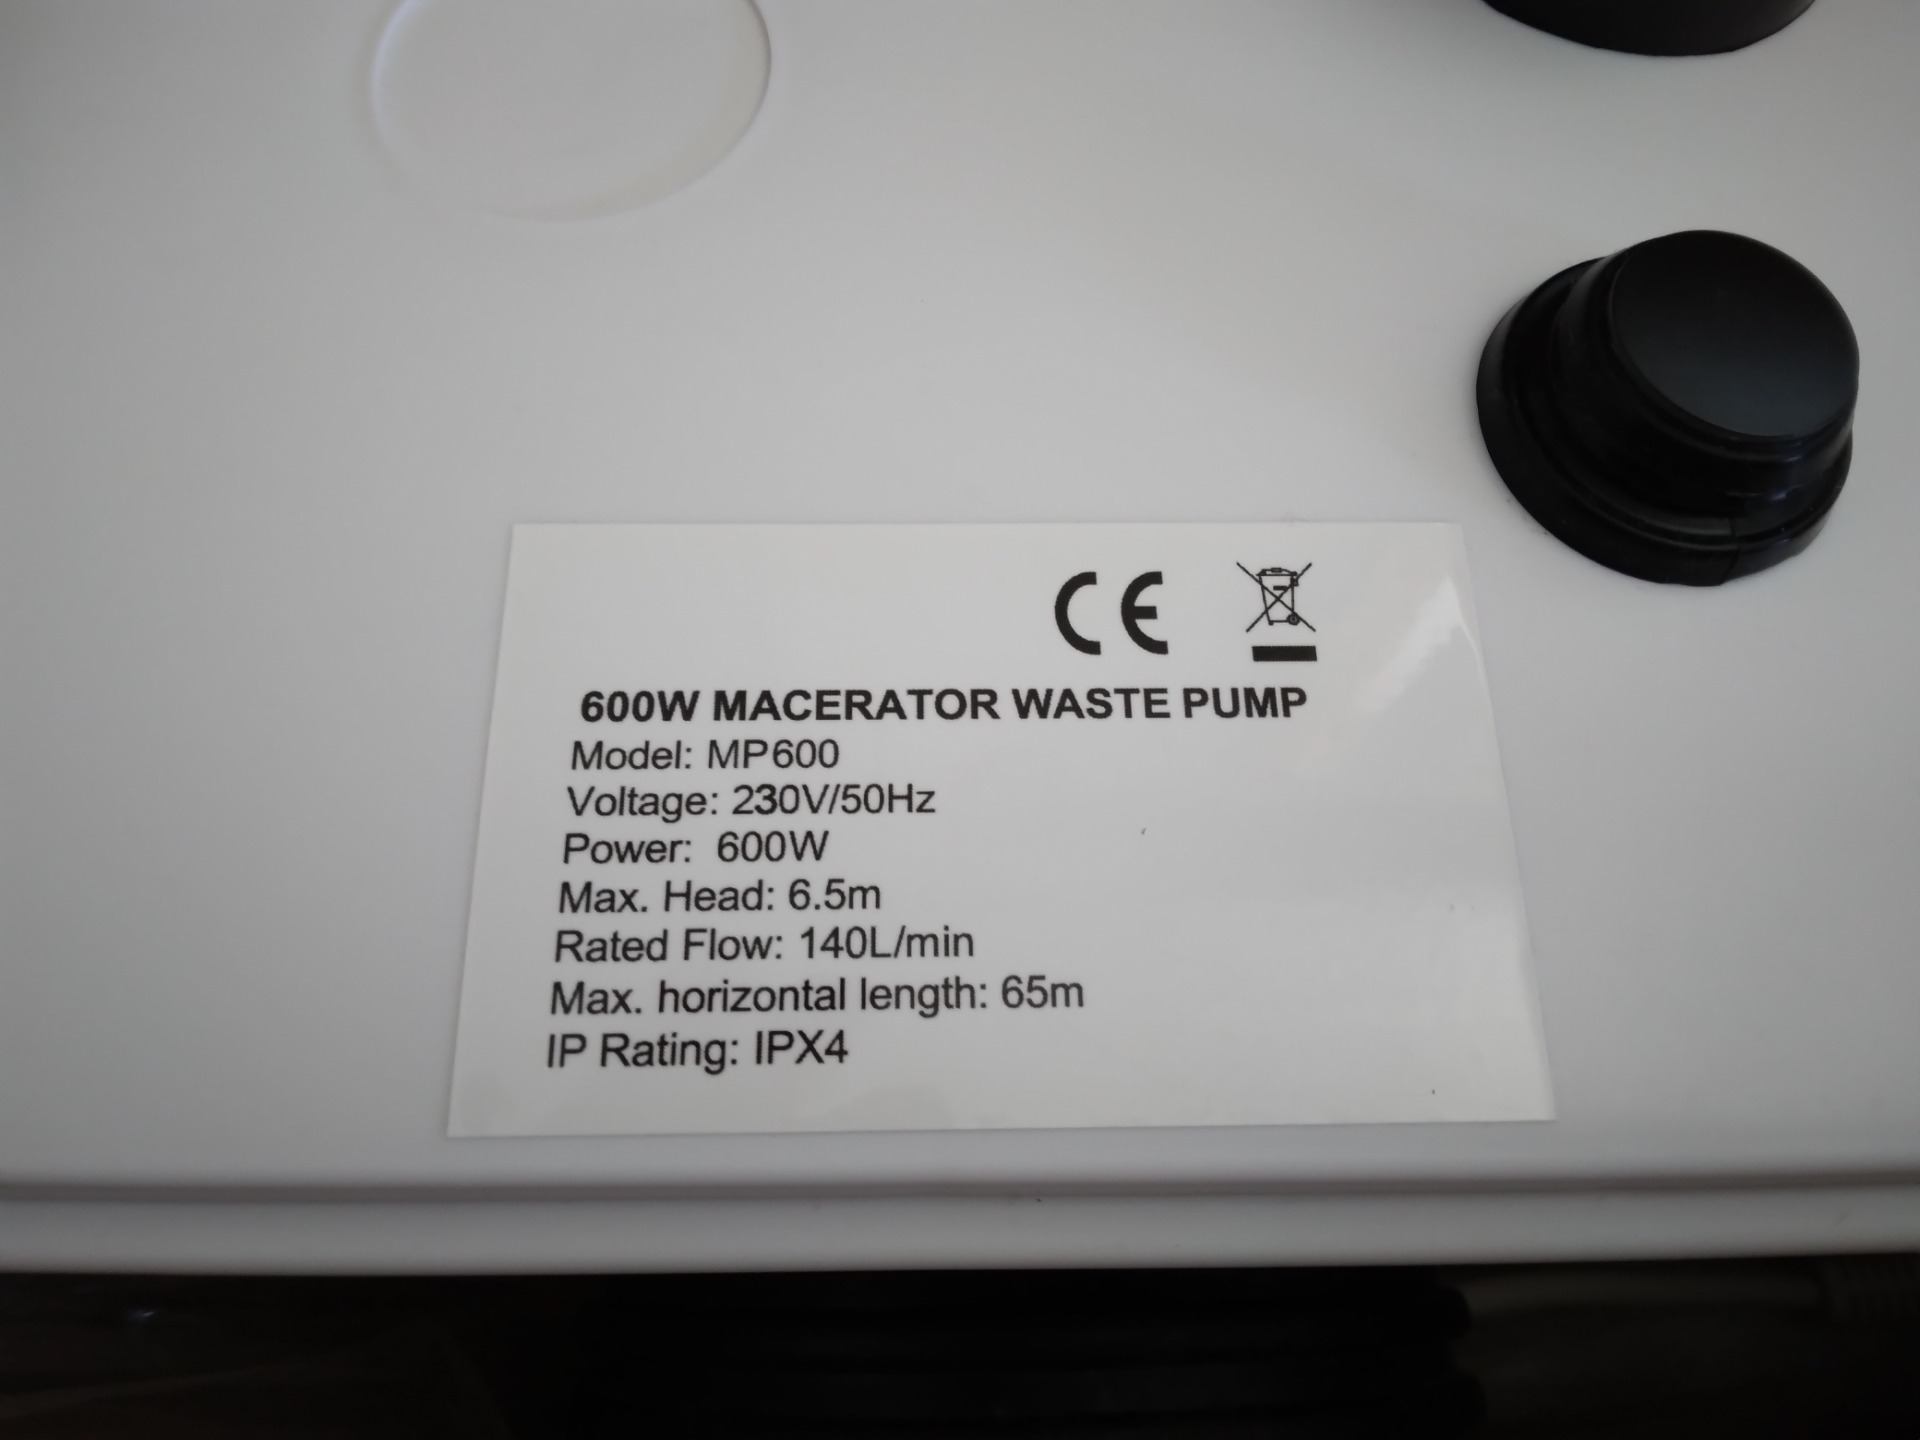 CE
600W MACERATOR WASTE PUMP
Model: MP600
Voltage: 230V/50Hz
Power: 600W
Max. Head: 6.5m
Rated Flow: 140L/min
Max. horizontal length: 65m
IP Rating: IPX4